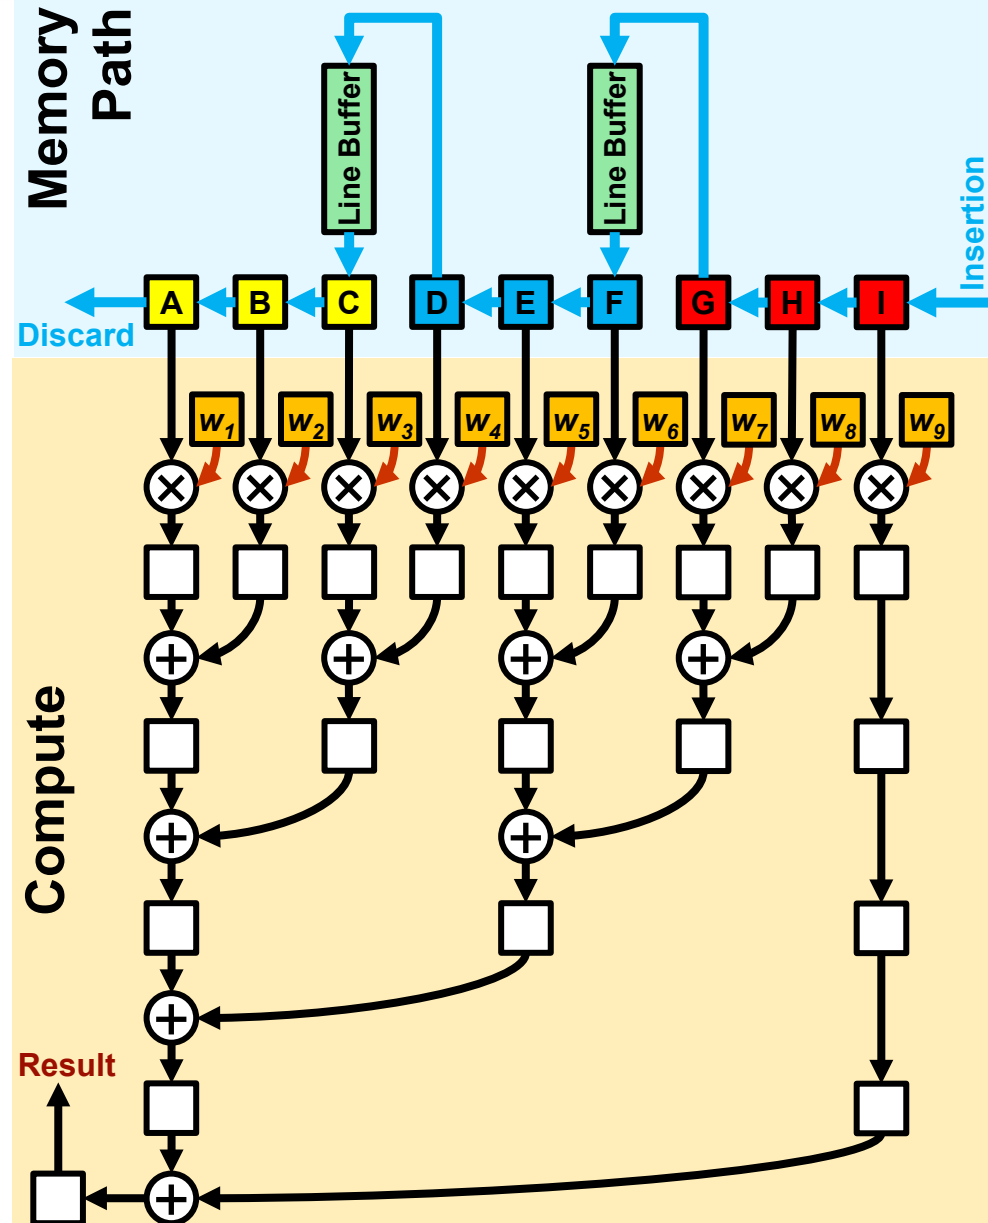 Memory
Path
Line Buffer
Line Buffer
Insertion
A B C D E F G H I
Discard
w1 w2 w3 w4 w5 w6 w7 w8 w9
Compute
Result